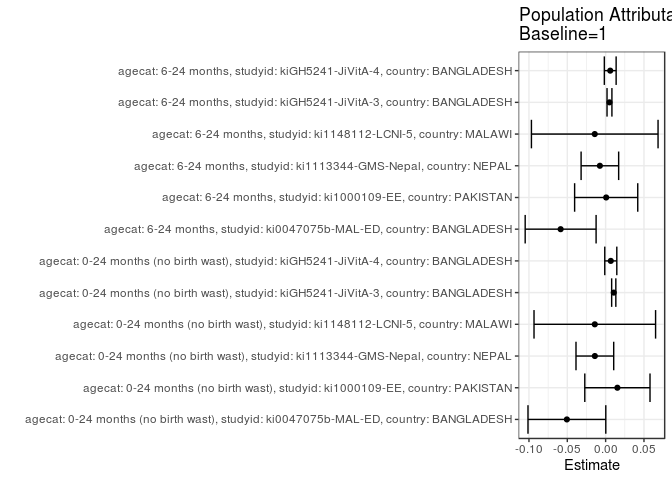 Population Attributa
Baseline=1
agecat: 6-24 months, studyid: kiGH5241-JiVitA-4, country: BANGLADESH
agecat: 6-24 months, studyid: kiGH5241-JiVitA-3, country: BANGLADESH
agecat: 6-24 months, studyid: ki1148112-LCNI-5, country: MALAWI
agecat: 6-24 months, studyid: ki1113344-GMS-Nepal, country: NEPAL
agecat: 6-24 months, studyid: ki1000109-EE, country: PAKISTAN
agecat: 6-24 months, studyid: ki0047075b-MAL-ED, country: BANGLADESH
agecat: 0-24 months (no birth wast), studyid: kiGH5241-JiVitA-4, country: BANGLADESH
agecat: 0-24 months (no birth wast), studyid: kiGH5241-JiVitA-3, country: BANGLADESH
agecat: 0-24 months (no birth wast), studyid: ki1148112-LCNI-5, country: MALAWI
agecat: 0-24 months (no birth wast), studyid: ki1113344-GMS-Nepal, country: NEPAL
agecat: 0-24 months (no birth wast), studyid: ki1000109-EE, country: PAKISTAN
agecat: 0-24 months (no birth wast), studyid: ki0047075b-MAL-ED, country: BANGLADESH
-0.10 -0.05 0.00 0.05
Estimate